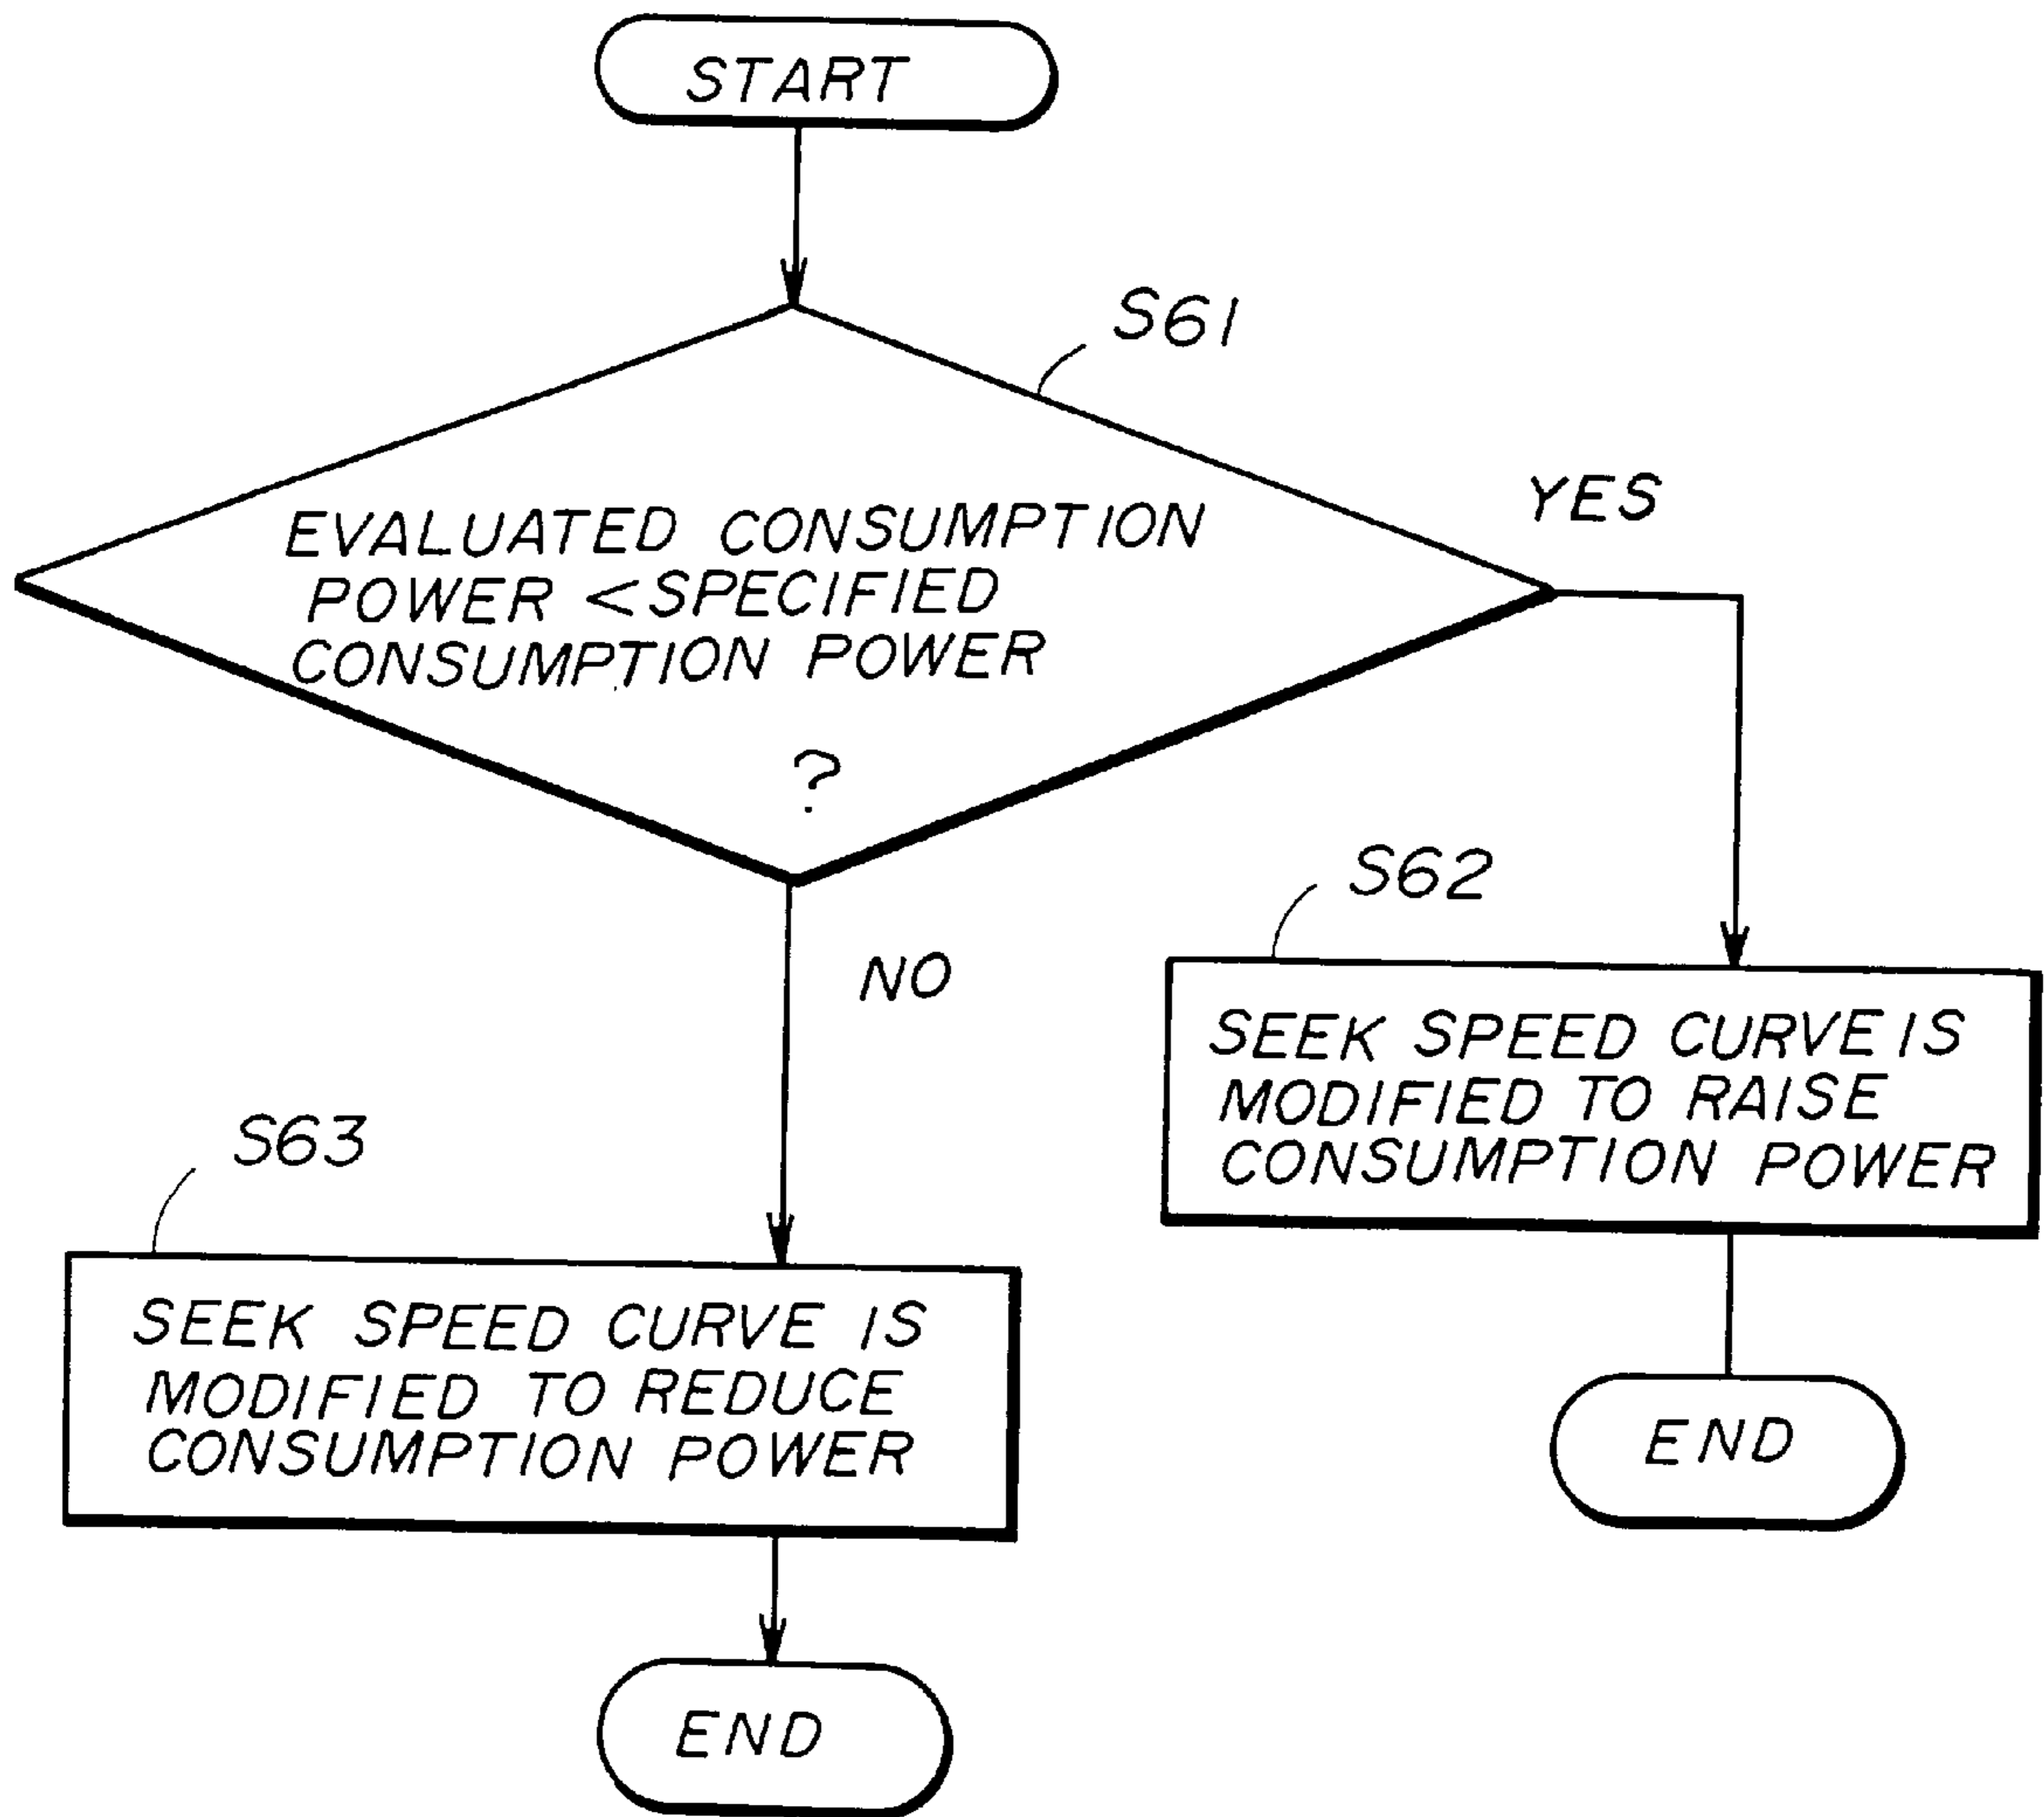 START
S61
YES
EVALUATED CONSUMPTION
POWER < SPECIFIED
CONSUMPTION POWER
?
S62
NO
SEEK SPEED CURVE IS
MODIFIED TO RAISE
CONSUMPTION POWER
S63
SEEK SPEED CURVE IS
MODIFIED TO REDUCE
CONSUMPTION POWER
END
END